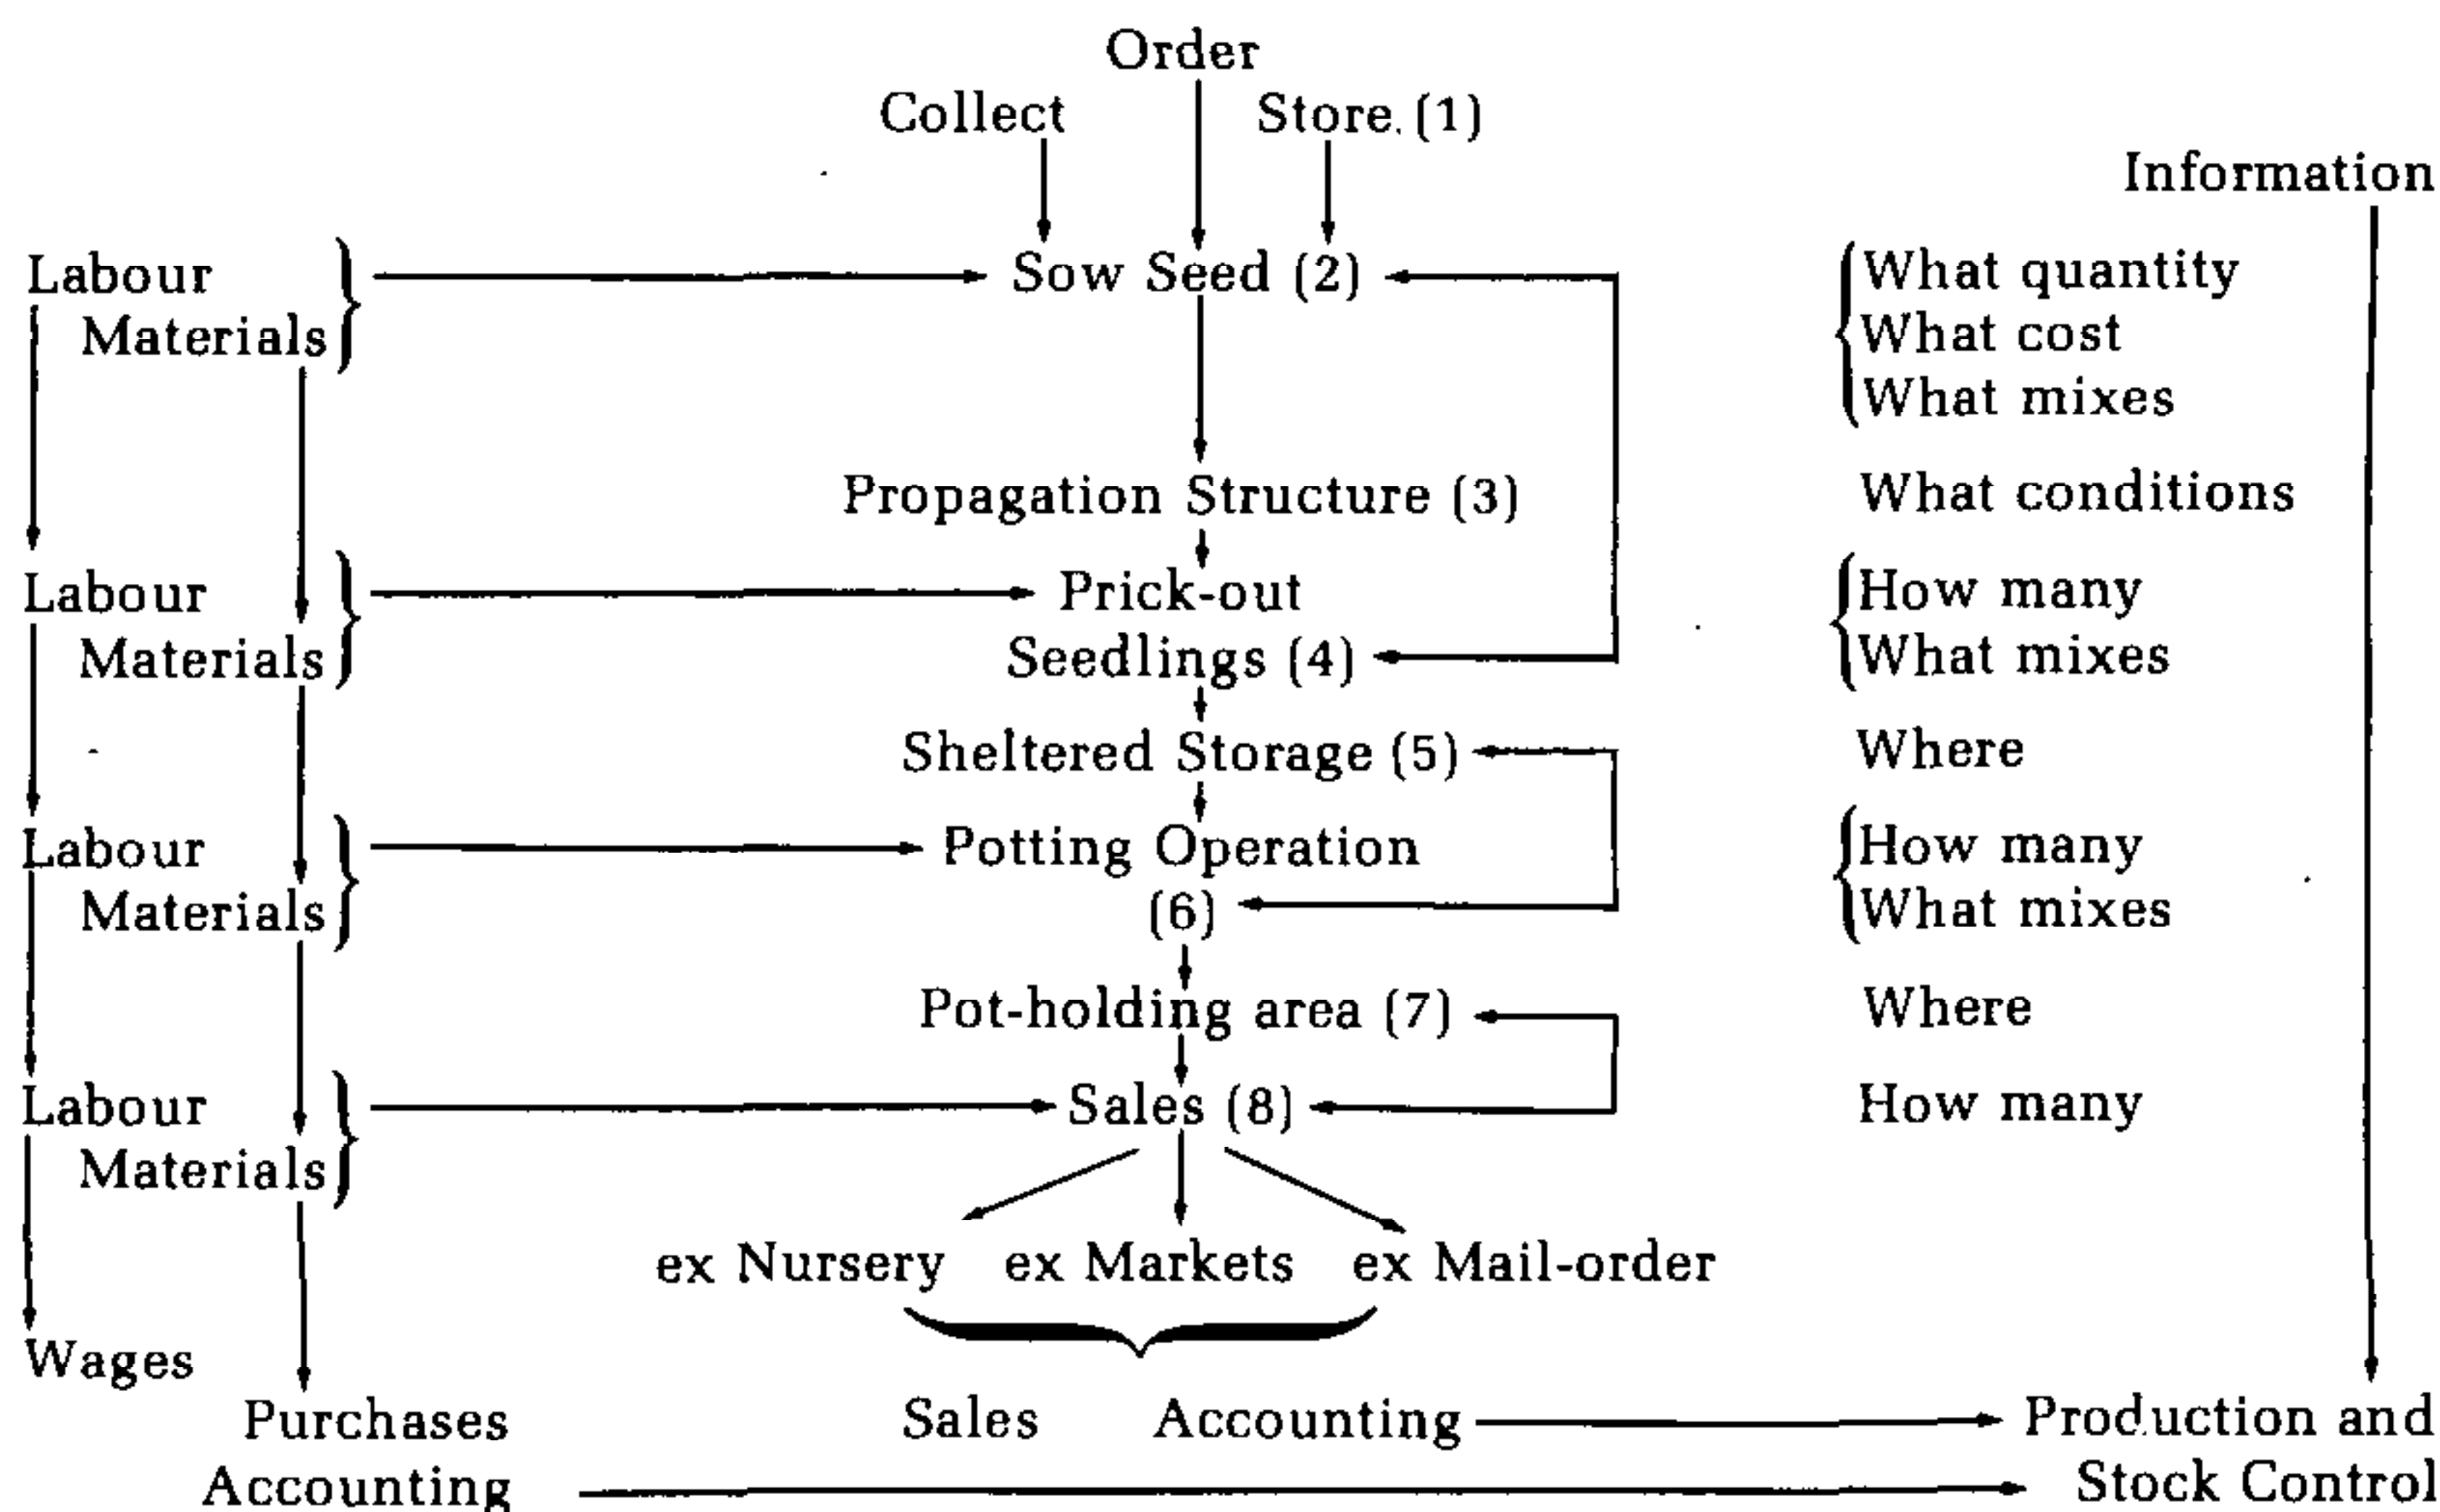 Order
Collect Store (1)
Information
Labour Sow Seed (2) What quantity
Materials What cost
What mixes
Propagation Structure (3) What conditions
Labour Prick-out How many
Materials Seedlings (4) What mixes
Sheltered Storage (5) Where
Labour Potting Operation How many
Materials (6) What mixes
Pot-holding area (7) Where
Labour Sales (8) How many
Materials
ex Nursery ex Markets ex Mail-order
Wages
Purchases Sales Accounting Production and
Accounting Stock Control